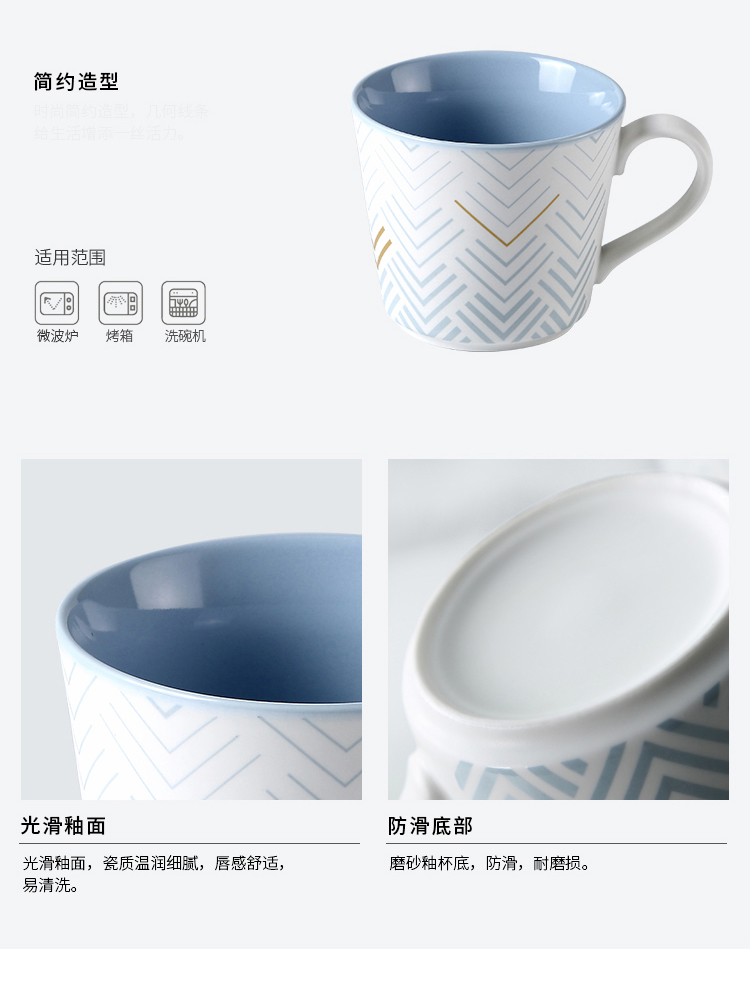 简约造型
时尚简约造型，几何线条
给生活增添一丝活力。
适用范围
微波炉
烤箱
洗碗机
光滑釉面
防滑底部
光滑釉面，瓷质温润细腻，唇感舒适，
易清洗。
磨砂釉杯底，防滑，耐磨损。